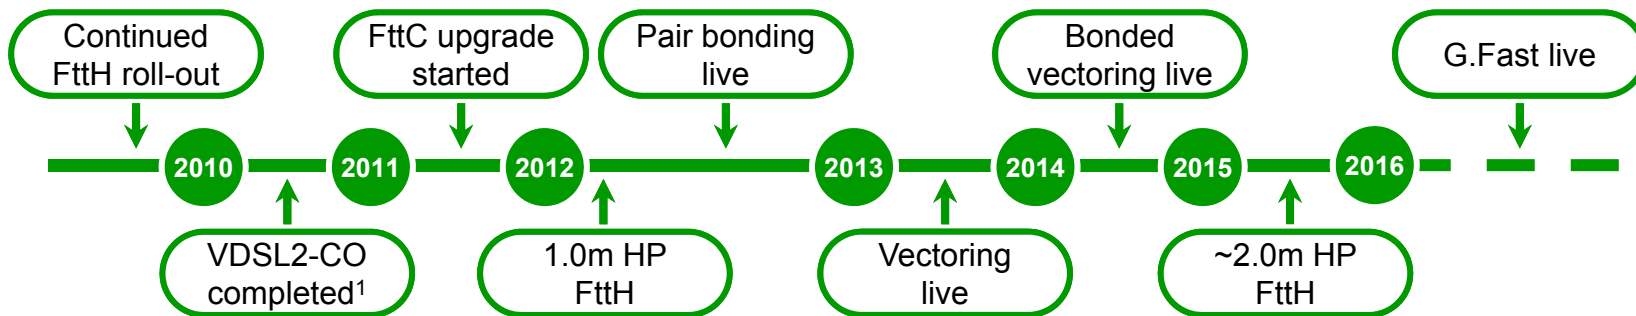 Continued
FttH roll-out
FttC upgrade
started
Pair bonding
live
Bonded
vectoring live
G.Fast live
2010
2011
2012
2013
2014
2015
2016
VDSL2-CO
completed¹
1.0m HP
FttH
Vectoring
live
~2.0m HP
FttH